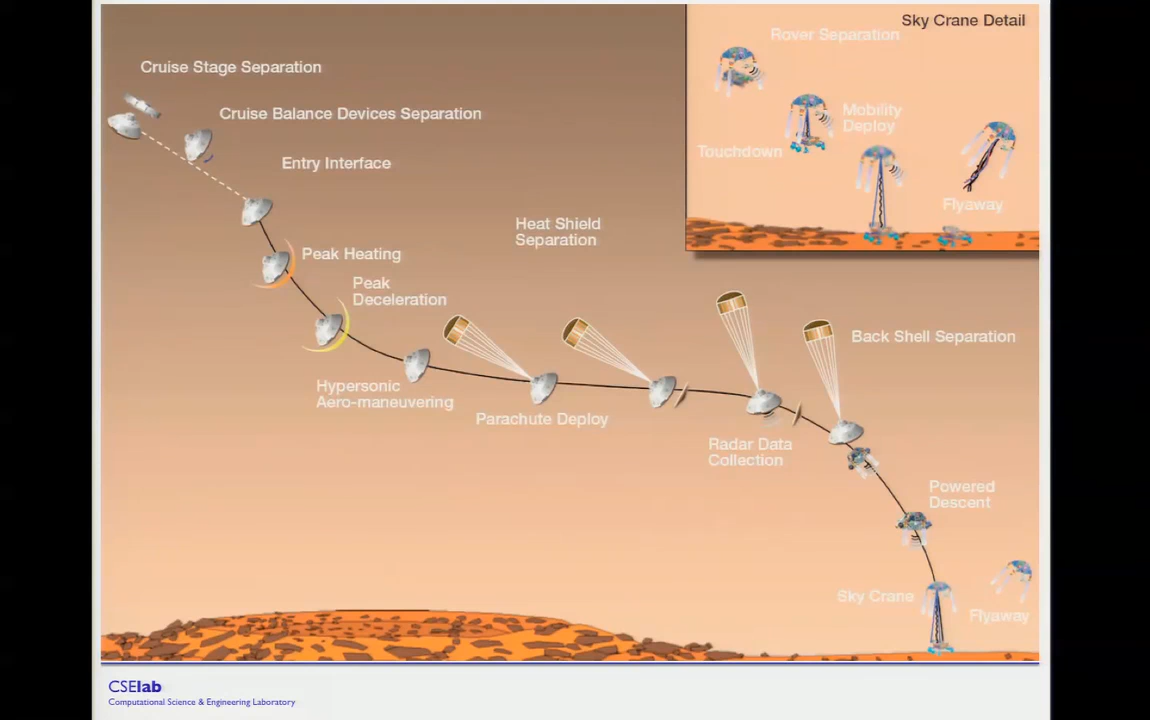 Sky Crane Detail
Rover Separation
Cruise Stage Separation
Cruise Balance Devices Separation
Mobility
Deploy
Touchdown
Entry Interface
Flyaway
Heat Shield
Separation
Peak Heating
Peak
Deceleration
Back Shell Separation
Hypersonic
Aero-maneuvering
Parachute Deploy
Radar Data
Collection
Powered
Descent
Sky Crane
Flyaway
CSElab
Computational Science & Engineering Laboratory